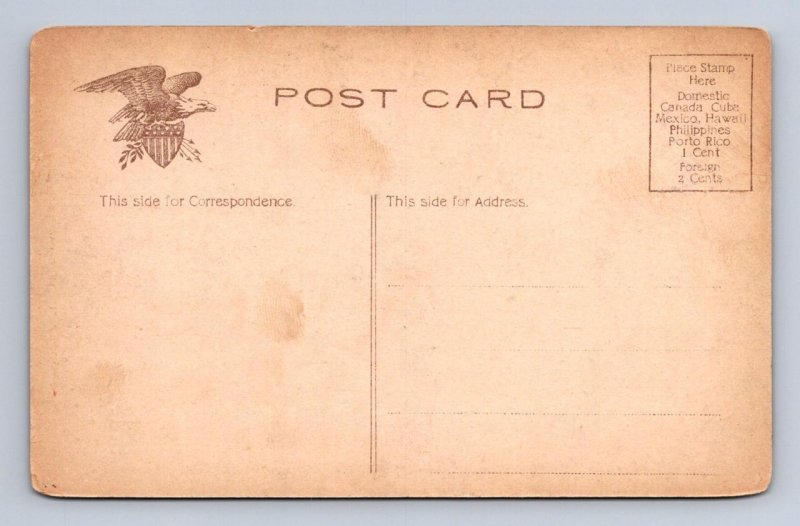 POST CARD
Place Stamp
Here
Domestic
Canada Cuba
Mexico, Hawaii
Philippines
Porto Rico
1 Cent
Foreign
2 Cents
This side for Correspondence.
This side for Address.